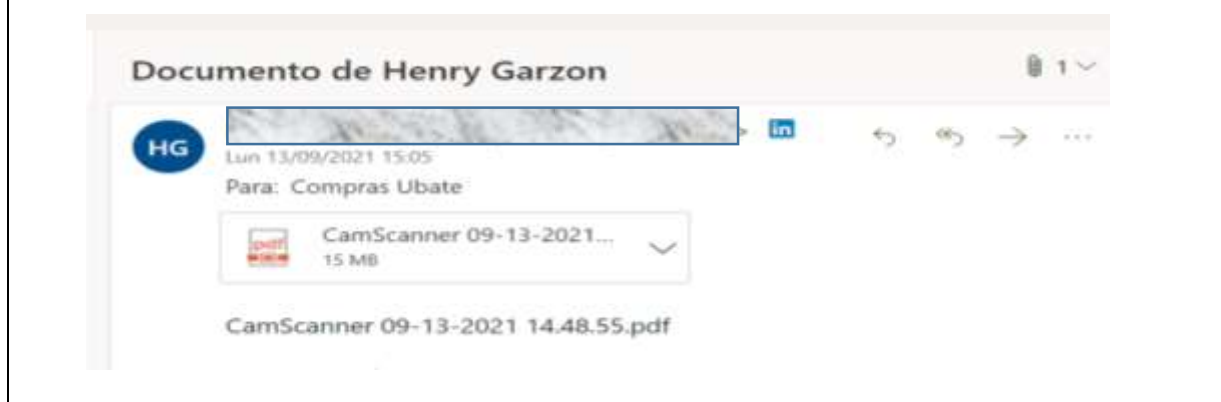 Documento de Henry Garzon
1
HG
in
Lun 13/09/2021 15:05
Para: Compras Ubate
CamScanner 09-13-2021...
pdf
15 MB
CamScanner 09-13-2021 14.48.55.pdf